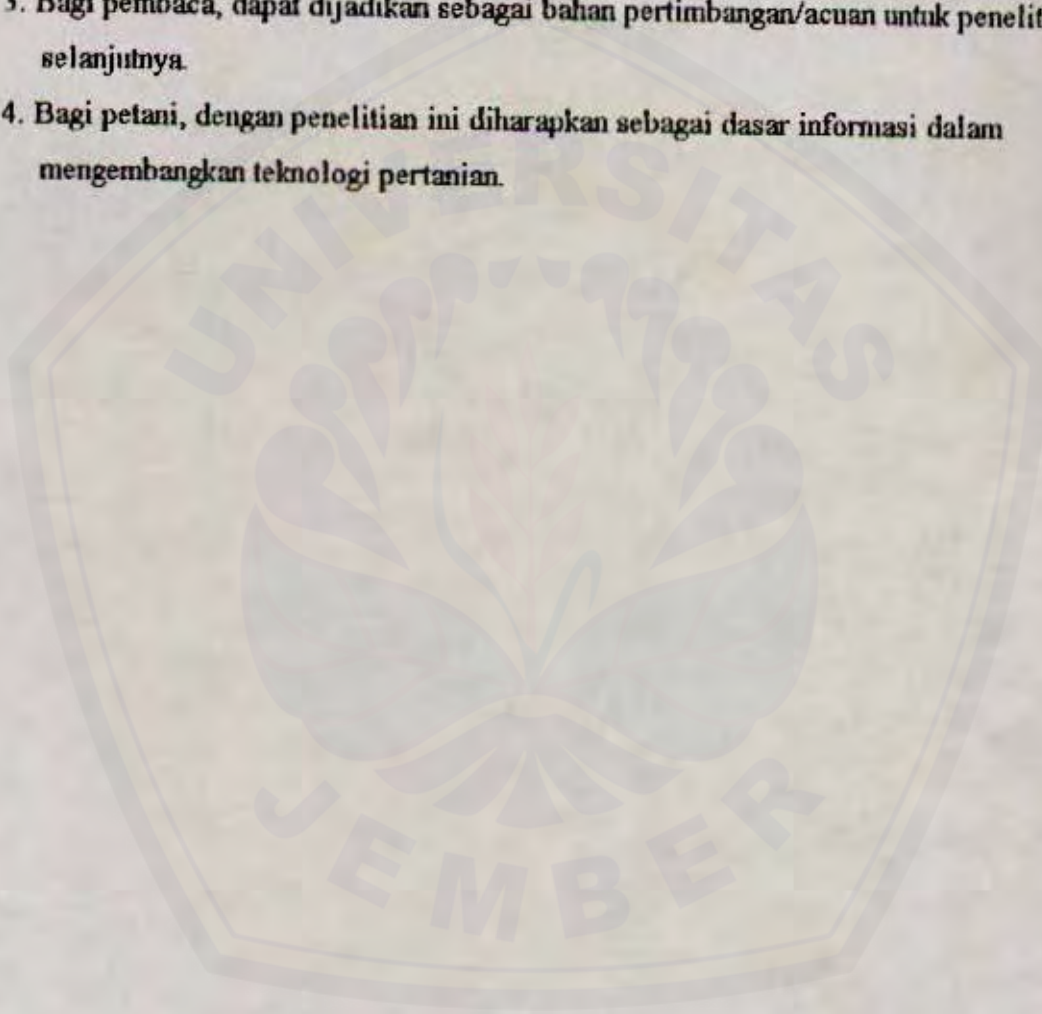 3. Bagi pembaca, dapat dijadikan sebagai bahan pertimbangan/acuan untuk penelit
selanjutnya.
4. Bagi petani, dengan penelitian ini diharapkan sebagai dasar informasi dalam
mengembangkan teknologi pertanian.
UNIVERSITAS
JEMBER